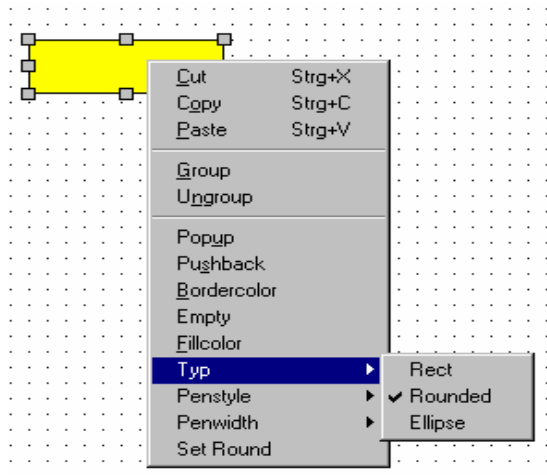 Cut Strg+X
Copy Strg+C
Paste Strg+V
Group
Ungroup
Popup
Pushback
Bordercolor
Empty
Fillcolor
Typ
Penstyle
Penwidth
Set Round
Rect
Rounded
Ellipse